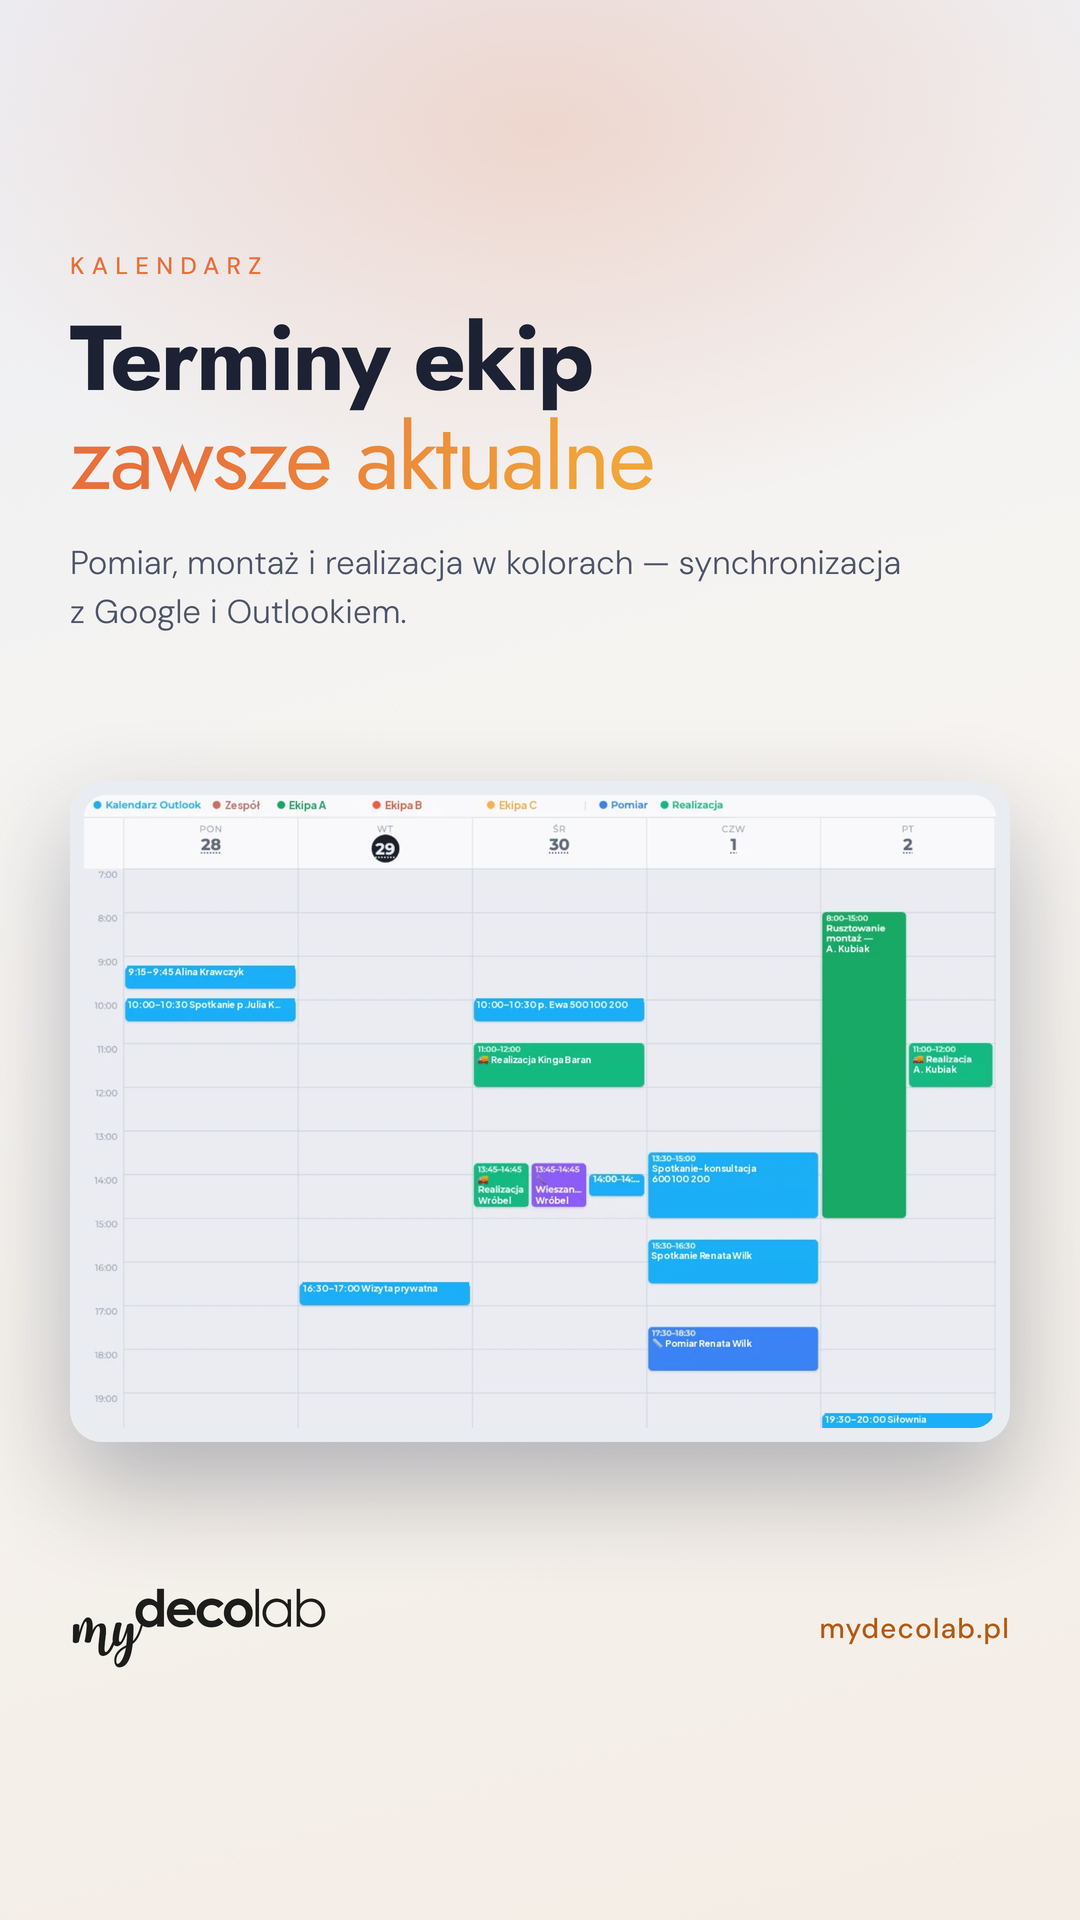 KALENDARZ
Terminy ekip
zawsze aktualne
Pomiar, montaż i realizacja w kolorach — synchronizacja
z Google i Outlookiem.
Kalendarz Outlook Zespół Ekipa A Ekipa B Ekipa C Pomiar Realizacja
PON WT ŚR CZW PT
28 29 30 1 2
7:00
8:00
9:00
10:00
11:00
12:00
13:00
14:00
15:00
16:00
17:00
18:00
19:00
9:15–9:45 Alina Krawczyk
10:00–10:30 Spotkanie p.Julia K...
16:30–17:00 Wizyta prywatna
10:00–10:30 p. Ewa 500 100 200
11:00–12:00
Realizacja Kinga Baran
13:45–14:45
Realizacja
Wróbel
13:45–14:45
Wieszan...
Wróbel
14:00–14:...
13:30–15:00
Spotkanie-konsultacja
600 100 200
15:30–16:30
Spotkanie Renata Wilk
17:30–18:30
Pomiar Renata Wilk
8:00–15:00
Rusztowanie
montaż —
A. Kubiak
11:00–12:00
Realizacja
A. Kubiak
19:30–20:00 Siłownia
mydecolab
mydecolab.pl